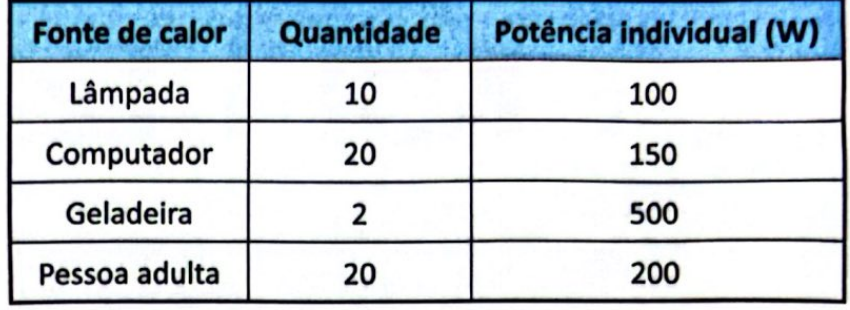 Fonte de calor Quantidade Potência individual (W)
Lâmpada 10 100
Computador 20 150
Geladeira 2 500
Pessoa adulta 20 200